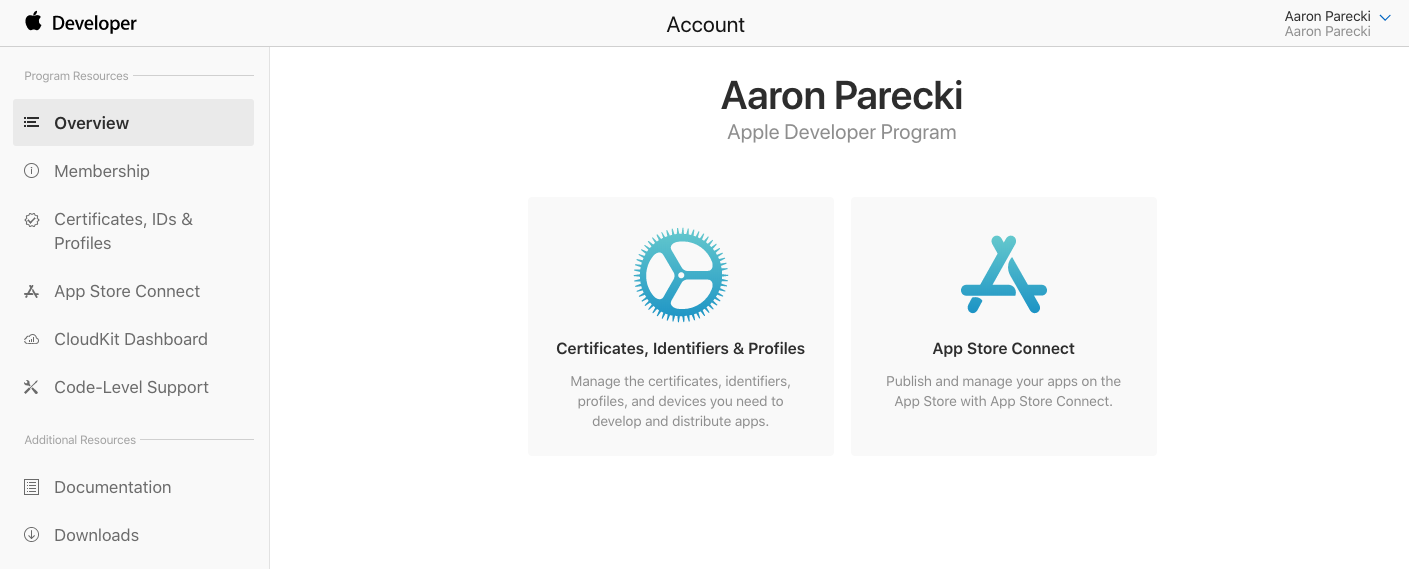 Developer
Account
Aaron Parecki
Aaron Parecki
Program Resources
Overview
Membership
Certificates, IDs &
Profiles
App Store Connect
CloudKit Dashboard
Code-Level Support
Additional Resources
Documentation
Downloads
Aaron Parecki
Apple Developer Program
Certificates, Identifiers & Profiles
Manage the certificates, identifiers,
profiles, and devices you need to
develop and distribute apps.
App Store Connect
Publish and manage your apps on the
App Store with App Store Connect.